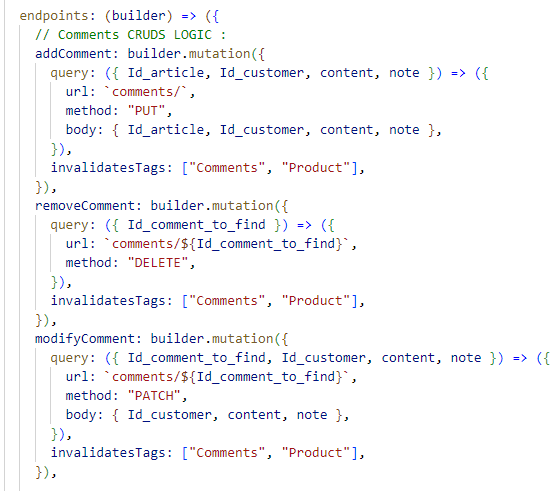 endpoints: (builder) => ({
// Comments CRUDS LOGIC :
addComment: builder.mutation({
query: ({ Id_article, Id_customer, content, note }) => ({
url: `comments/`,
method: "PUT",
body: { Id_article, Id_customer, content, note },
}),
invalidatesTags: ["Comments", "Product"],
}),
removeComment: builder.mutation({
query: ({ Id_comment_to_find }) => ({
url: `comments/${Id_comment_to_find}`,
method: "DELETE",
}),
invalidatesTags: ["Comments", "Product"],
}),
modifyComment: builder.mutation({
query: ({ Id_comment_to_find, Id_customer, content, note }) => ({
url: `comments/${Id_comment_to_find}`,
method: "PATCH",
body: { Id_customer, content, note },
}),
invalidatesTags: ["Comments", "Product"],
}),